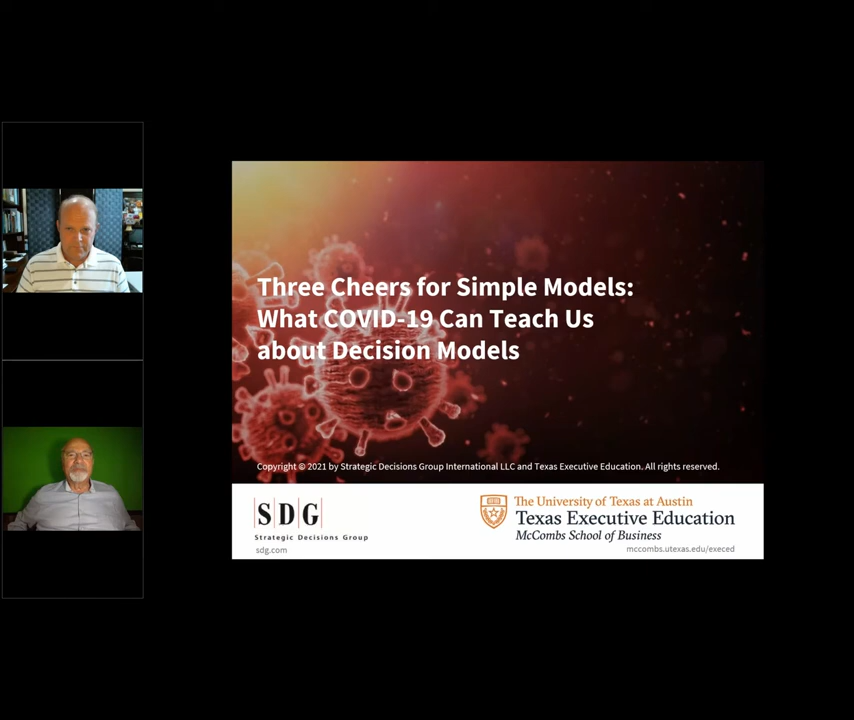 Three Cheers for Simple Models:
What COVID-19 Can Teach Us
about Decision Models
Copyright © 2021 by Strategic Decisions Group International LLC and Texas Executive Education. All rights reserved.
SDG
Strategic Decisions Group
sdg.com
The University of Texas at Austin
Texas Executive Education
McCombs School of Business
mccombs.utexas.edu/execed